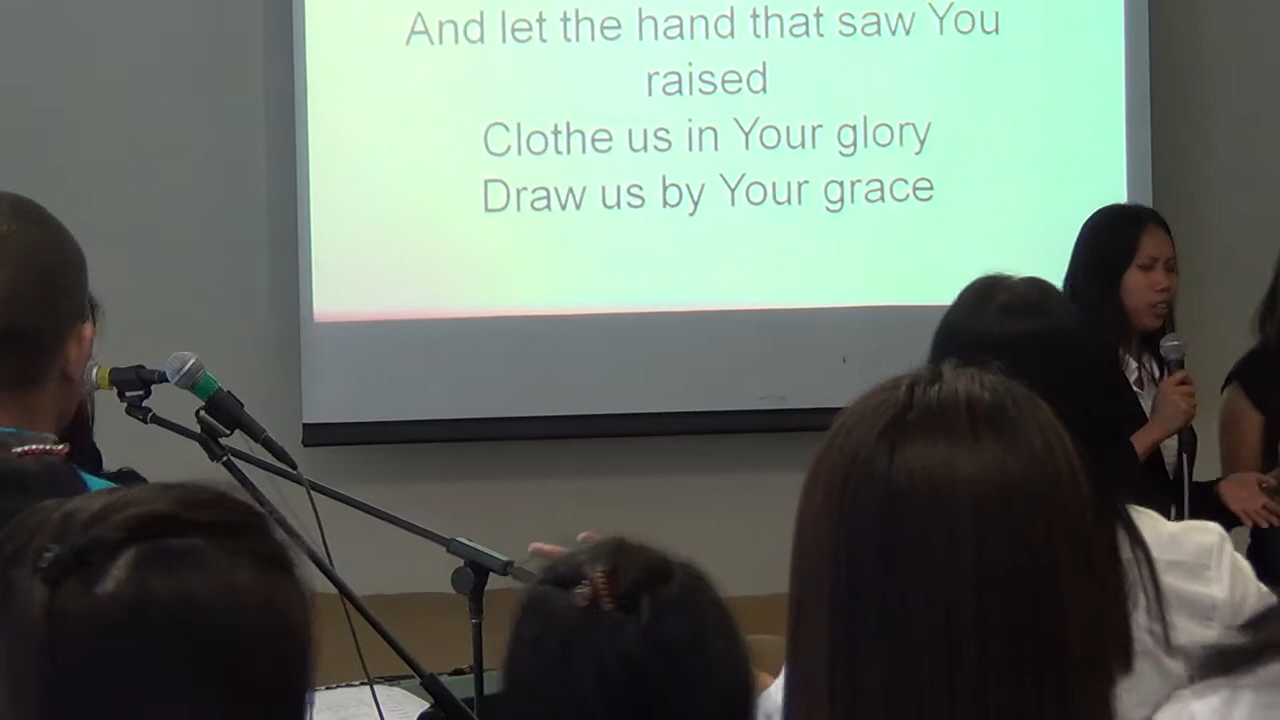 And let the hand that saw You
raised
Clothe us in Your glory
Draw us by Your grace